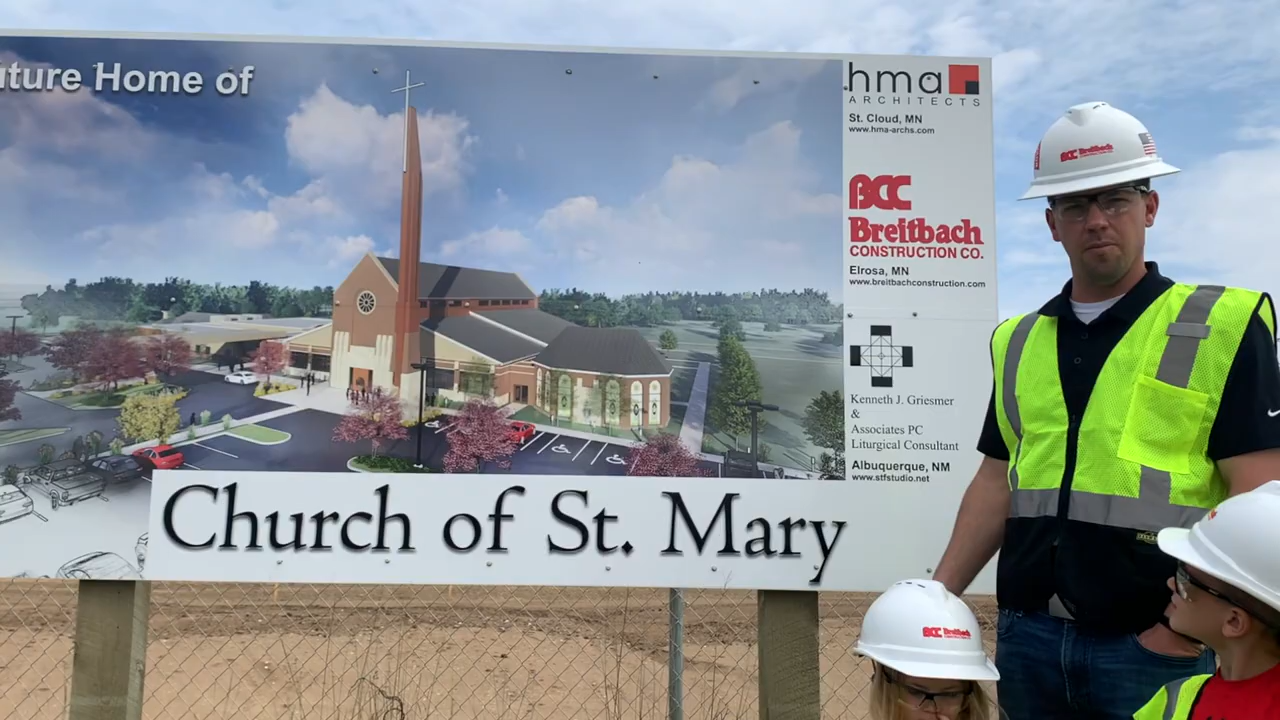 uture Home of
Church of St. Mary
hma
ARCHITECTS
St. Cloud, MN
www.hma-archs.com
BCC
Breitbach
CONSTRUCTION CO.
Elrosa, MN
www.breitbachconstruction.com
Kenneth J. Griesmer
&
Associates PC
Liturgical Consultant
Albuquerque, NM
www.stfstudio.net
BCC Breitbach
BCC Breitbach